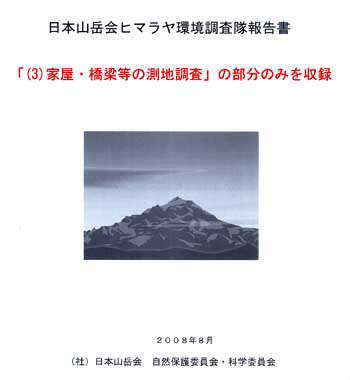 日本山岳会ヒマラヤ環境調査隊報告書
「(3)家屋・橋梁等の測地調査」の部分のみを収録
2008年8月
(社)日本山岳会 自然保護委員会・科学委員会